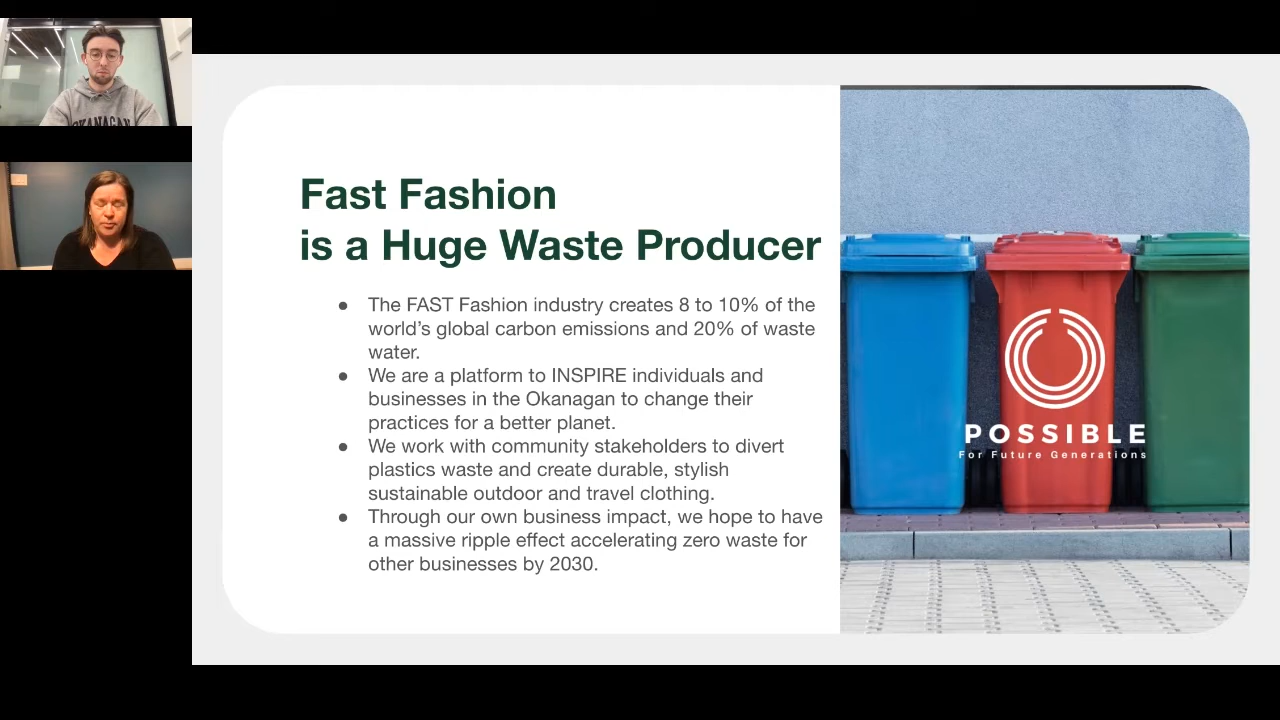 OKANAGAN
Fast Fashion
is a Huge Waste Producer
● The FAST Fashion industry creates 8 to 10% of the
world’s global carbon emissions and 20% of waste
water.
● We are a platform to INSPIRE individuals and
businesses in the Okanagan to change their
practices for a better planet.
● We work with community stakeholders to divert
plastics waste and create durable, stylish
sustainable outdoor and travel clothing.
● Through our own business impact, we hope to have
a massive ripple effect accelerating zero waste for
other businesses by 2030.
POSSIBLE
For Future Generations